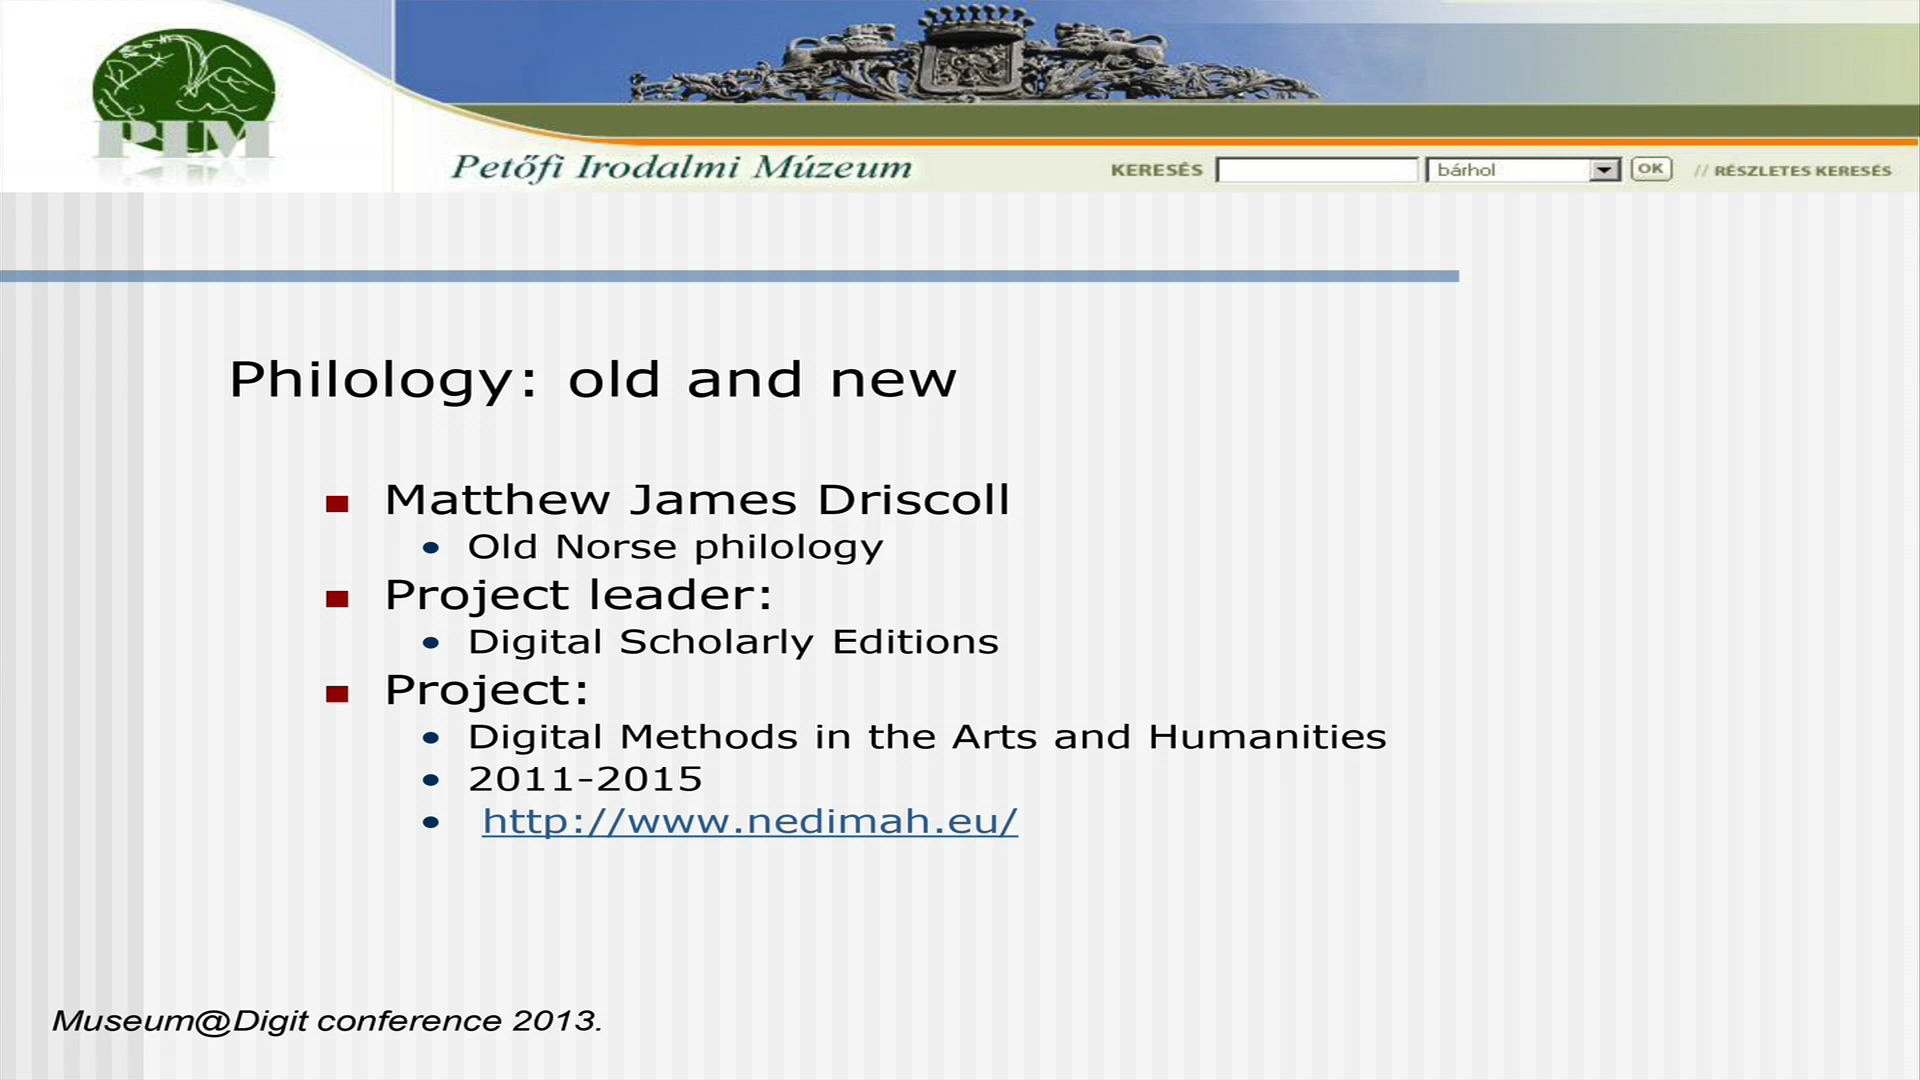 PIM
Petőfi Irodalmi Múzeum
KERESÉS bárhol OK // RÉSZLETES KERESÉS
Philology: old and new
Matthew James Driscoll
Old Norse philology
Project leader:
Digital Scholarly Editions
Project:
Digital Methods in the Arts and Humanities
2011-2015
http://www.nedimah.eu/
Museum@Digit conference 2013.